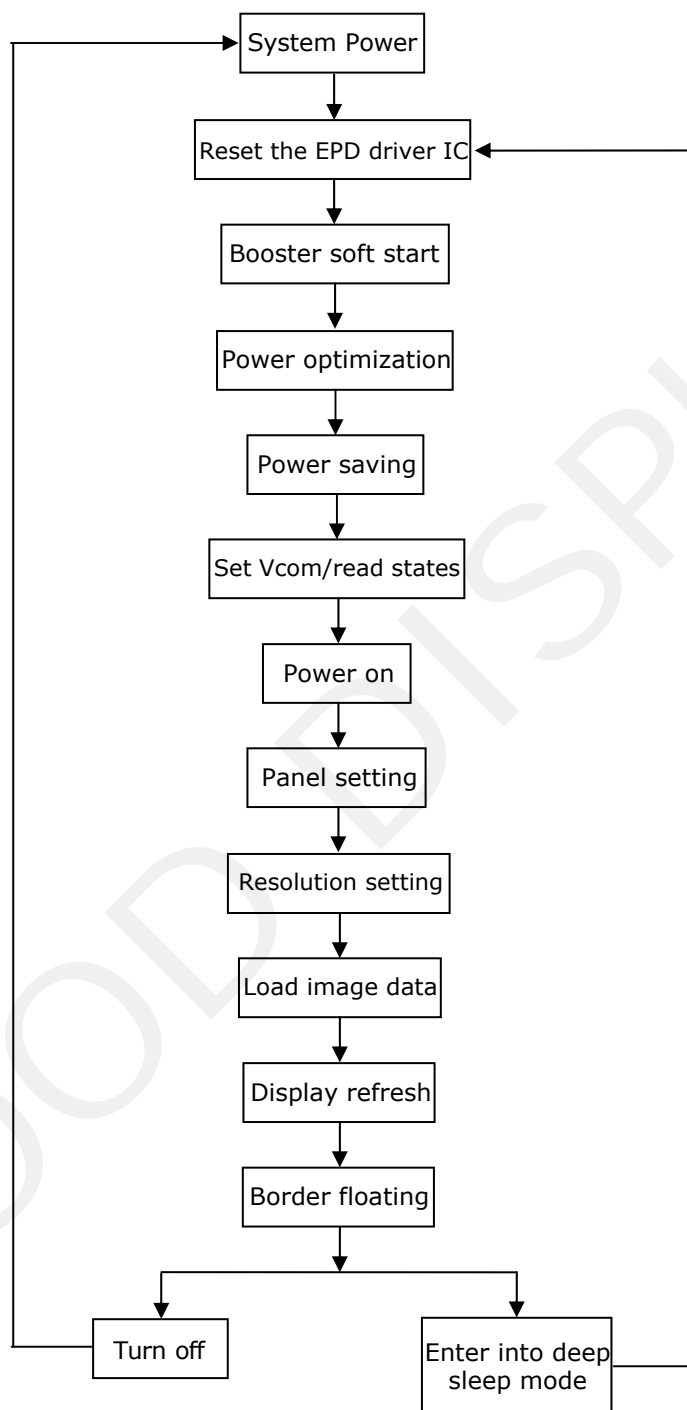 System Power
Reset the EPD driver IC
Booster soft start
Power optimization
Power saving
Set Vcom/read states
Power on
Panel setting
Resolution setting
Load image data
Display refresh
Border floating
Turn off
Enter into deep
sleep mode
OOD DISPL